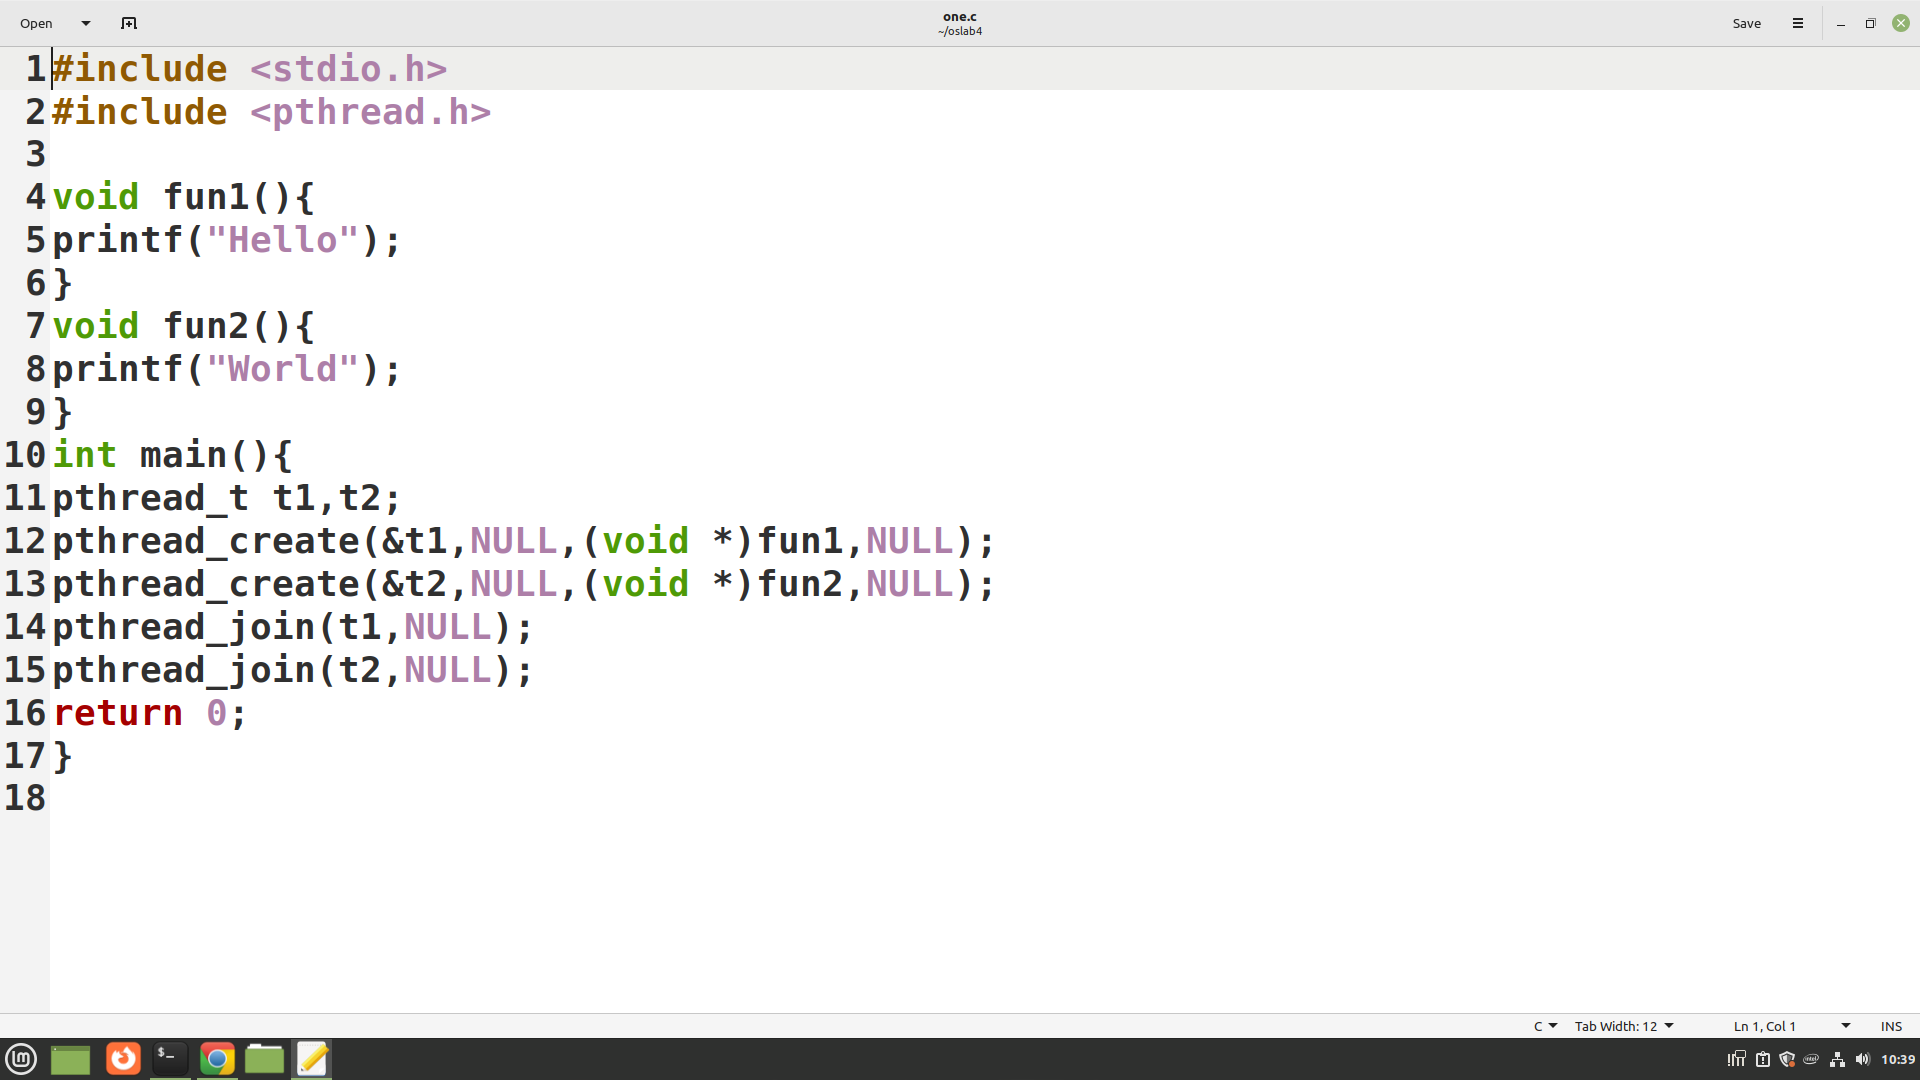 Open
one.c
~/oslab4
Save
1 #include <stdio.h>
2 #include <pthread.h>
3
4 void fun1(){
5 printf("Hello");
6 }
7 void fun2(){
8 printf("World");
9 }
10 int main(){
11 pthread_t t1,t2;
12 pthread_create(&t1,NULL,(void *)fun1,NULL);
13 pthread_create(&t2,NULL,(void *)fun2,NULL);
14 pthread_join(t1,NULL);
15 pthread_join(t2,NULL);
16 return 0;
17 }
18
C Tab Width: 12 Ln 1, Col 1 INS
10:39